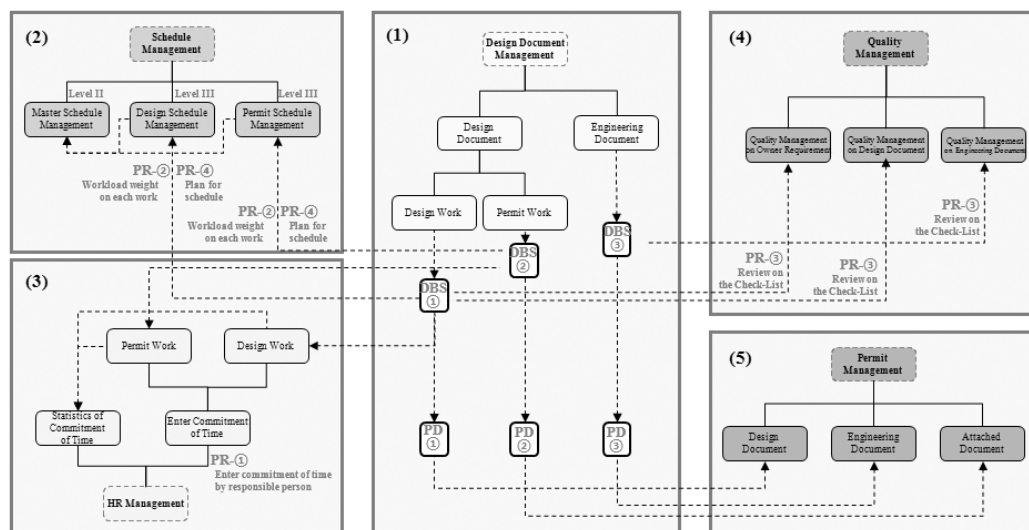 (2)
Schedule
Management
Level II
Level III
Level III
Master Schedule
Management
Design Schedule
Management
Permit Schedule
Management
PR-②
Workload weight
on each work
PR-④
Plan for
schedule
PR-②
Workload weight
on each work
PR-④
Plan for
schedule
(3)
Permit Work
Design Work
Statistics of
Commitment
of Time
Enter Commitment
of Time
PR-①
Enter commitment of time
by responsible person
HR Management
(1)
Design Document
Management
Design
Document
Engineering
Document
Design Work
Permit Work
DBS
③
DBS
②
DBS
①
PD
①
PD
②
PD
③
(4)
Quality
Management
Quality Management
on Owner Requirement
Quality Management
on Design Document
Quality Management
on Engineering Document
PR-③
Review on
the Check-List
PR-③
Review on
the Check-List
PR-③
Review on
the Check-List
(5)
Permit
Management
Design
Document
Engineering
Document
Attached
Document